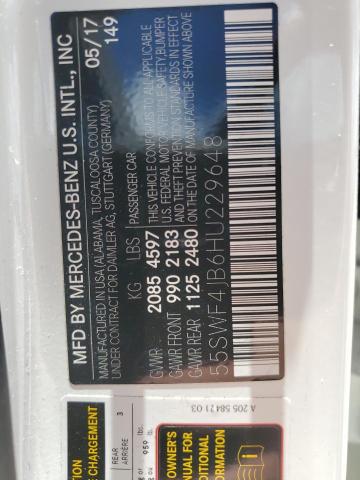 MFD BY MERCEDES-BENZ U.S. INTL., INC
05/17
149
MANUFACTURED IN USA (ALABAMA, TUSCALOOSA COUNTY)
UNDER CONTRACT FOR DAIMLER AG, STUTTGART (GERMANY)
KG LBS PASSENGER CAR
GVWR 2085 4597
GAWR FRONT 990 2183
GAWR REAR 1125 2480
THIS VEHICLE CONFORMS TO ALL APPLICABLE
U.S. FEDERAL MOTOR VEHICLE SAFETY, BUMPER
AND THEFT PREVENTION STANDARDS IN EFFECT
ON THE DATE OF MANUFACTURE SHOWN ABOVE
55SWF4JB6HU229648
A 205 584 71 03
CHARGEMENT
REAR 3
ARRIÈRE
959 lbs.
OWNER'S
MANUAL FOR